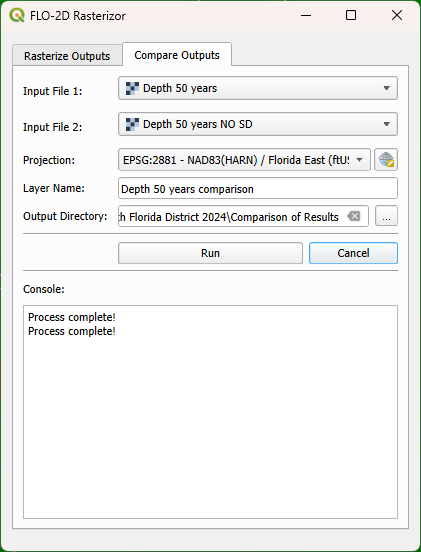 FLO-2D Rasterizor
Rasterize Outputs
Compare Outputs
Input File 1:
Depth 50 years
Input File 2:
Depth 50 years NO SD
Projection:
EPSG:2881 - NAD83(HARN) / Florida East (ftUS
Layer Name:
Depth 50 years comparison
Output Directory:
th Florida District 2024\Comparison of Results
...
Run
Cancel
Console:
Process complete!
Process complete!